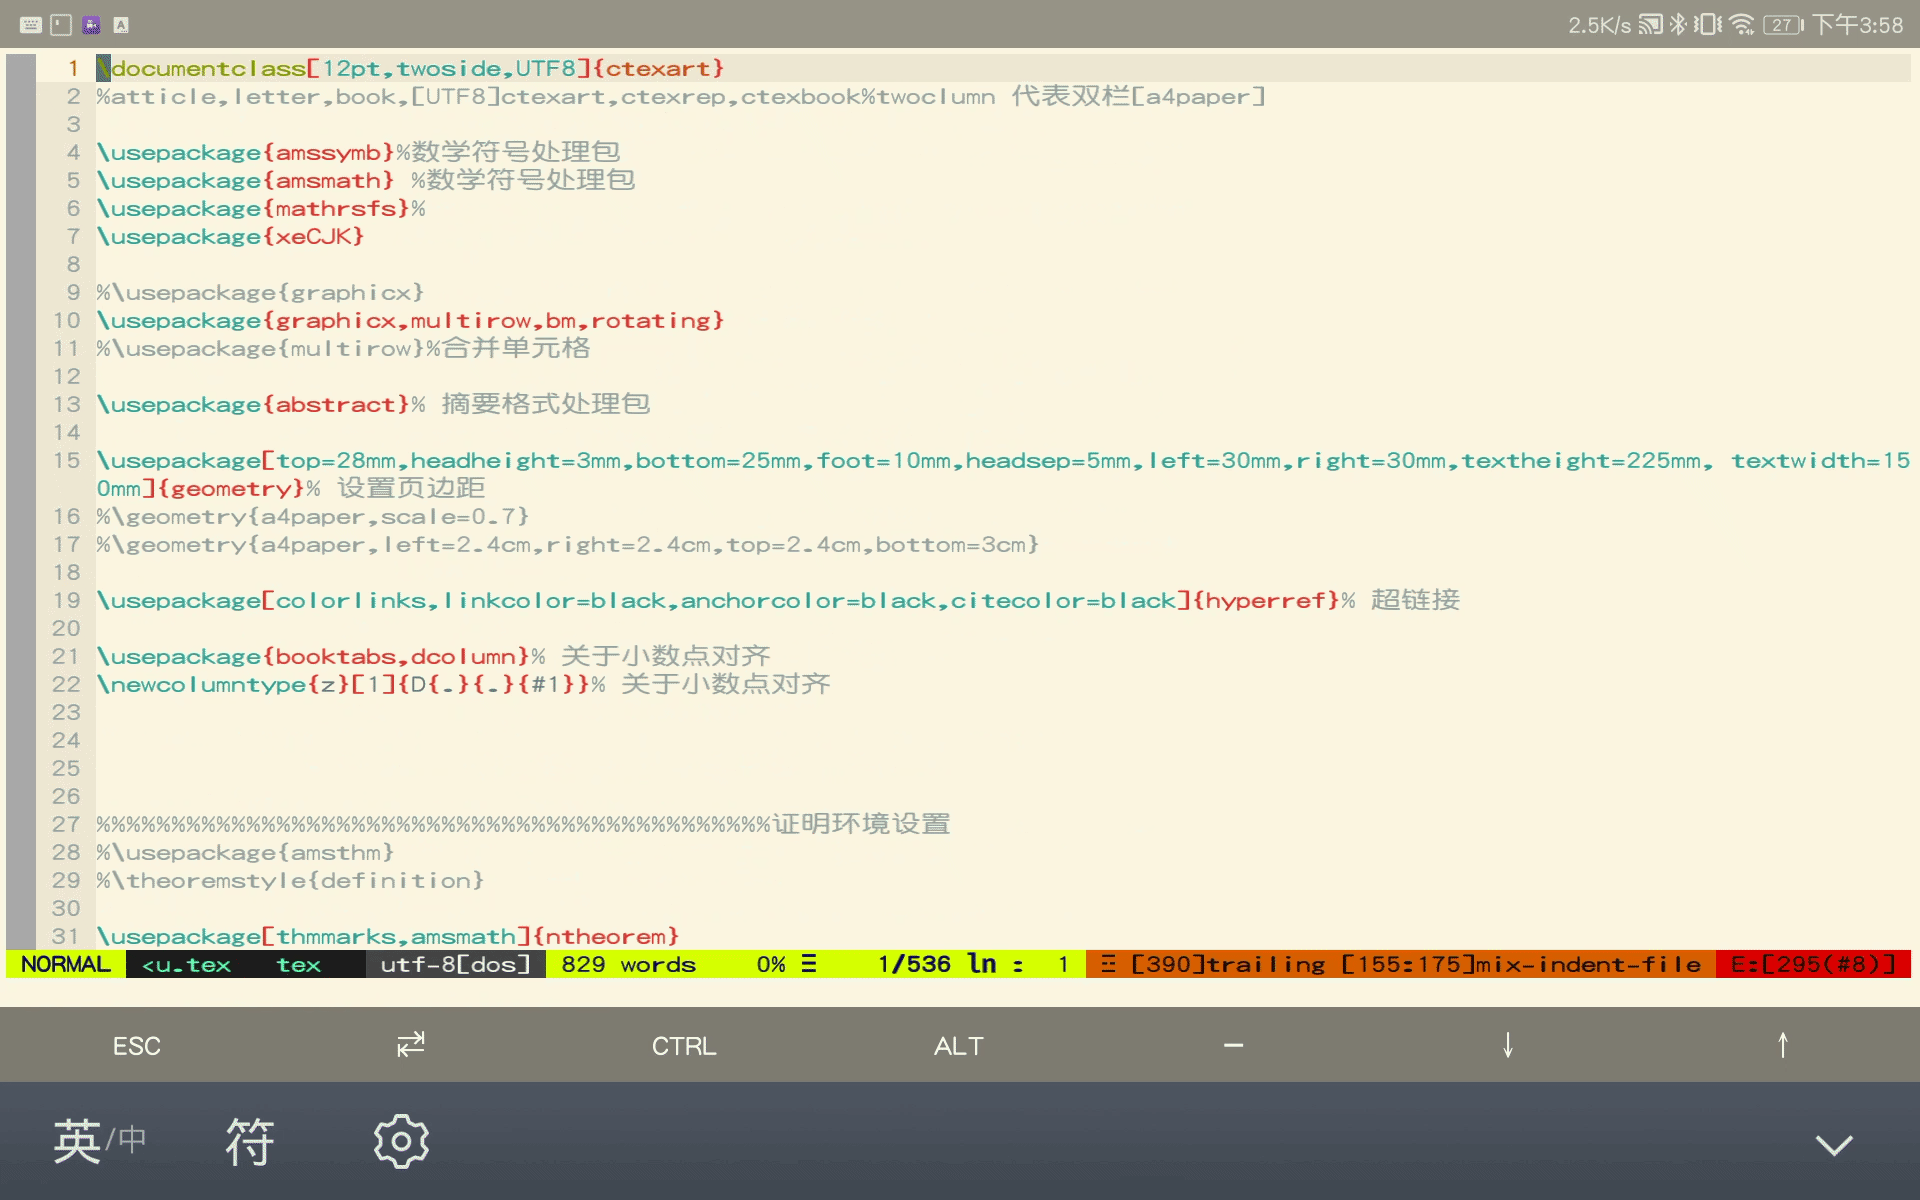 2.5K/s 27 下午3:58
1 \documentclass[12pt,twoside,UTF8]{ctexart}
2 %atticle,letter,book,[UTF8]ctexart,ctexrep,ctexbook%twoclumn 代表双栏[a4paper]
3
4 \usepackage{amssymb}%数学符号处理包
5 \usepackage{amsmath} %数学符号处理包
6 \usepackage{mathrsfs}%
7 \usepackage{xeCJK}
8
9 %\usepackage{graphicx}
10 \usepackage{graphicx,multirow,bm,rotating}
11 %\usepackage{multirow}%合并单元格
12
13 \usepackage{abstract}% 摘要格式处理包
14
15 \usepackage[top=28mm,headheight=3mm,bottom=25mm,foot=10mm,headsep=5mm,left=30mm,right=30mm,textheight=225mm, textwidth=15
0mm]{geometry}% 设置页边距
16 %\geometry{a4paper,scale=0.7}
17 %\geometry{a4paper,left=2.4cm,right=2.4cm,top=2.4cm,bottom=3cm}
18
19 \usepackage[colorlinks,linkcolor=black,anchorcolor=black,citecolor=black]{hyperref}% 超链接
20
21 \usepackage{booktabs,dcolumn}% 关于小数点对齐
22 \newcolumntype{z}[1]{D{.}{.}{#1}}% 关于小数点对齐
23
24
25
26
27 %%%%%%%%%%%%%%%%%%%%%%%%%%%%%%%%%%%%%%%%%%%%%证明环境设置
28 %\usepackage{amsthm}
29 %\theoremstyle{definition}
30
31 \usepackage[thmmarks,amsmath]{ntheorem}
NORMAL <u.tex tex utf-8[dos] 829 words 0% ☰ 1/536 ln : 1 Ξ [390]trailing [155:175]mix-indent-file E:[295(#8)]
ESC CTRL ALT — ↓ ↑
英/中 符